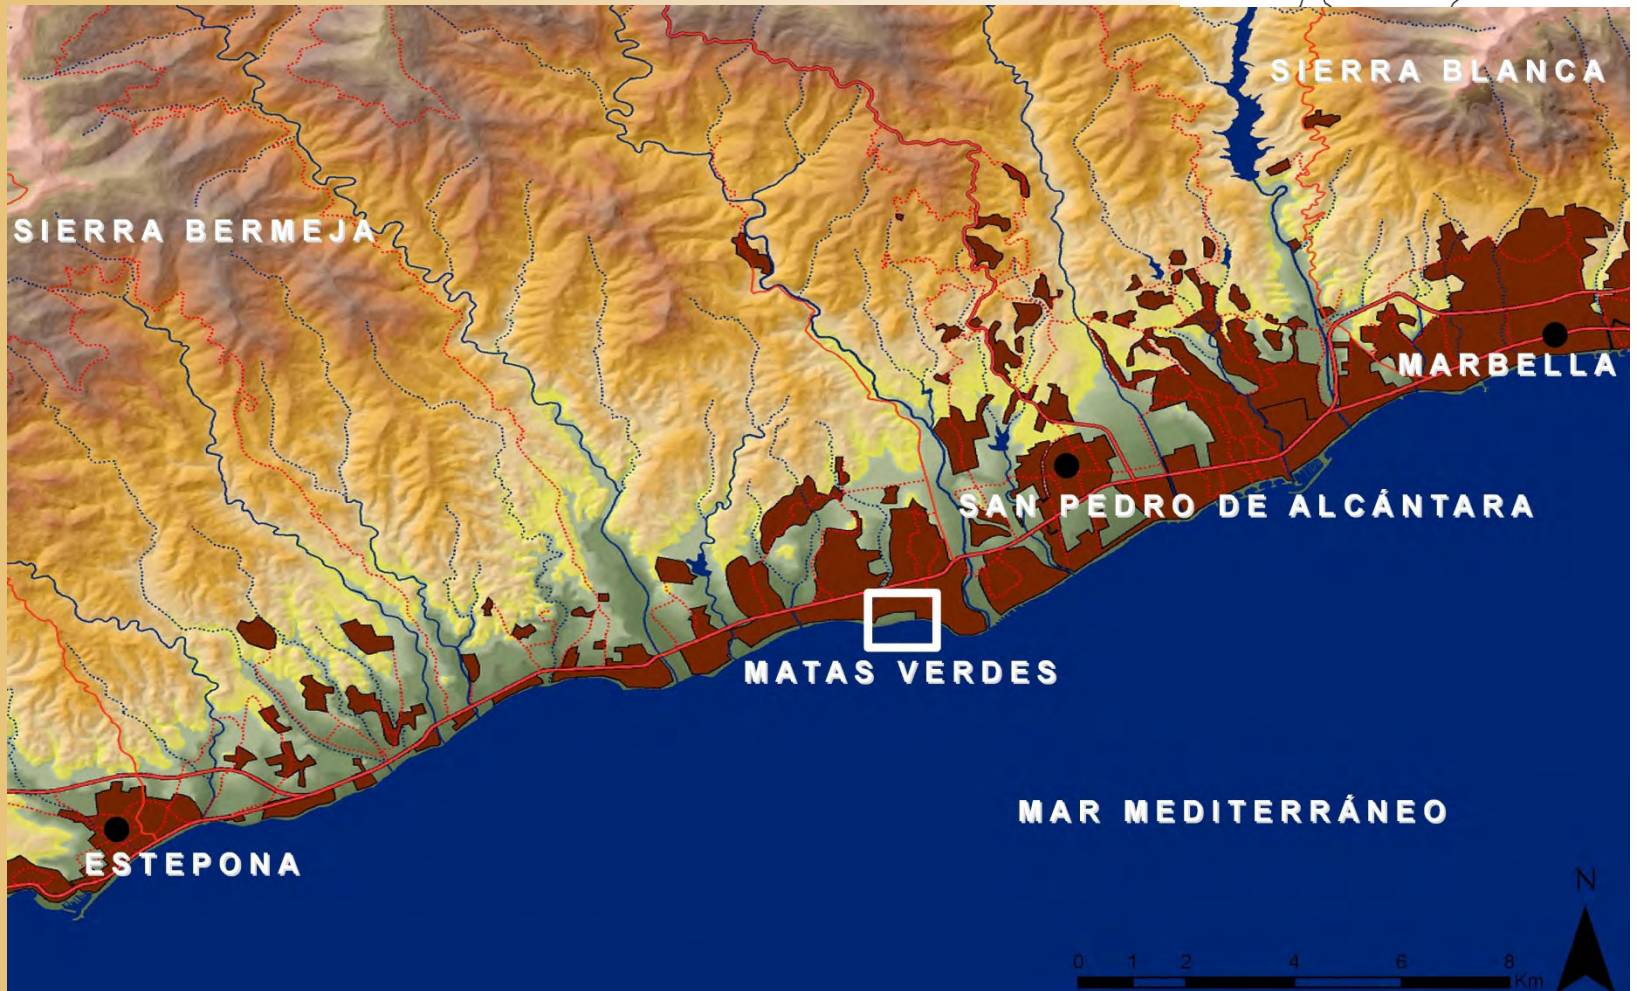 SIERRA BLANCA
SIERRA BERMEJA
MARBELLA
SAN PEDRO DE ALCÁNTARA
MATAS VERDES
MAR MEDITERRÁNEO
ESTEPONA
N
0 1 2 4 6 8
Km